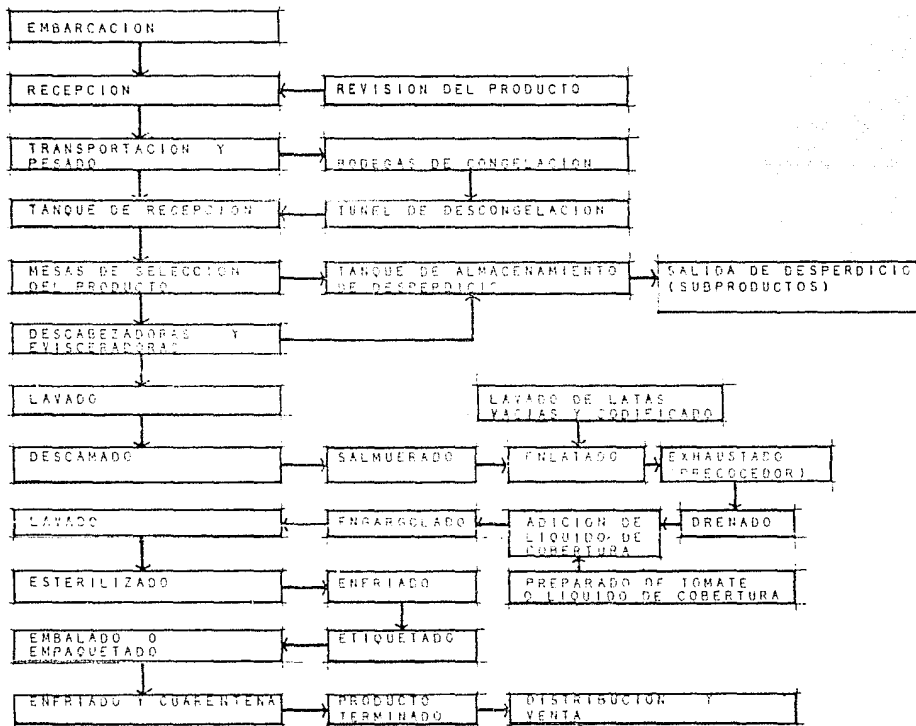 EMBARCACION
RECEPCION
REVISION DEL PRODUCTO
TRANSPORTACION Y
PESADO
BODEGAS DE CONGELACION
TANQUE DE RECEPCION
TUNEL DE DESCONGELACION
MESAS DE SELECCION
DEL PRODUCTO
TANQUE DE ALMACENAMIENTO
DE DESPERDICIO
SALIDA DE DESPERDICIO
(SUBPRODUCTOS)
DESCABEZADORAS Y
EVISCERADORAS
LAVADO
LAVADO DE LATAS
VACIAS Y CODIFICADO
DESCAMADO
SALMUERADO
ENLATADO
EXHAUSTADO
(PRECOCEDOR)
LAVADO
ENGARGOLADO
ADICION DE
LIQUIDO DE
COBERTURA
DRENADO
ESTERILIZADO
ENFRIADO
PREPARADO DE TOMATE
O LIQUIDO DE COBERTURA
EMBALADO O
EMPAQUETADO
ETIQUETADO
ENFRIADO Y CUARENTENA
PRODUCTO
TERMINADO
DISTRIBUCION Y
VENTA